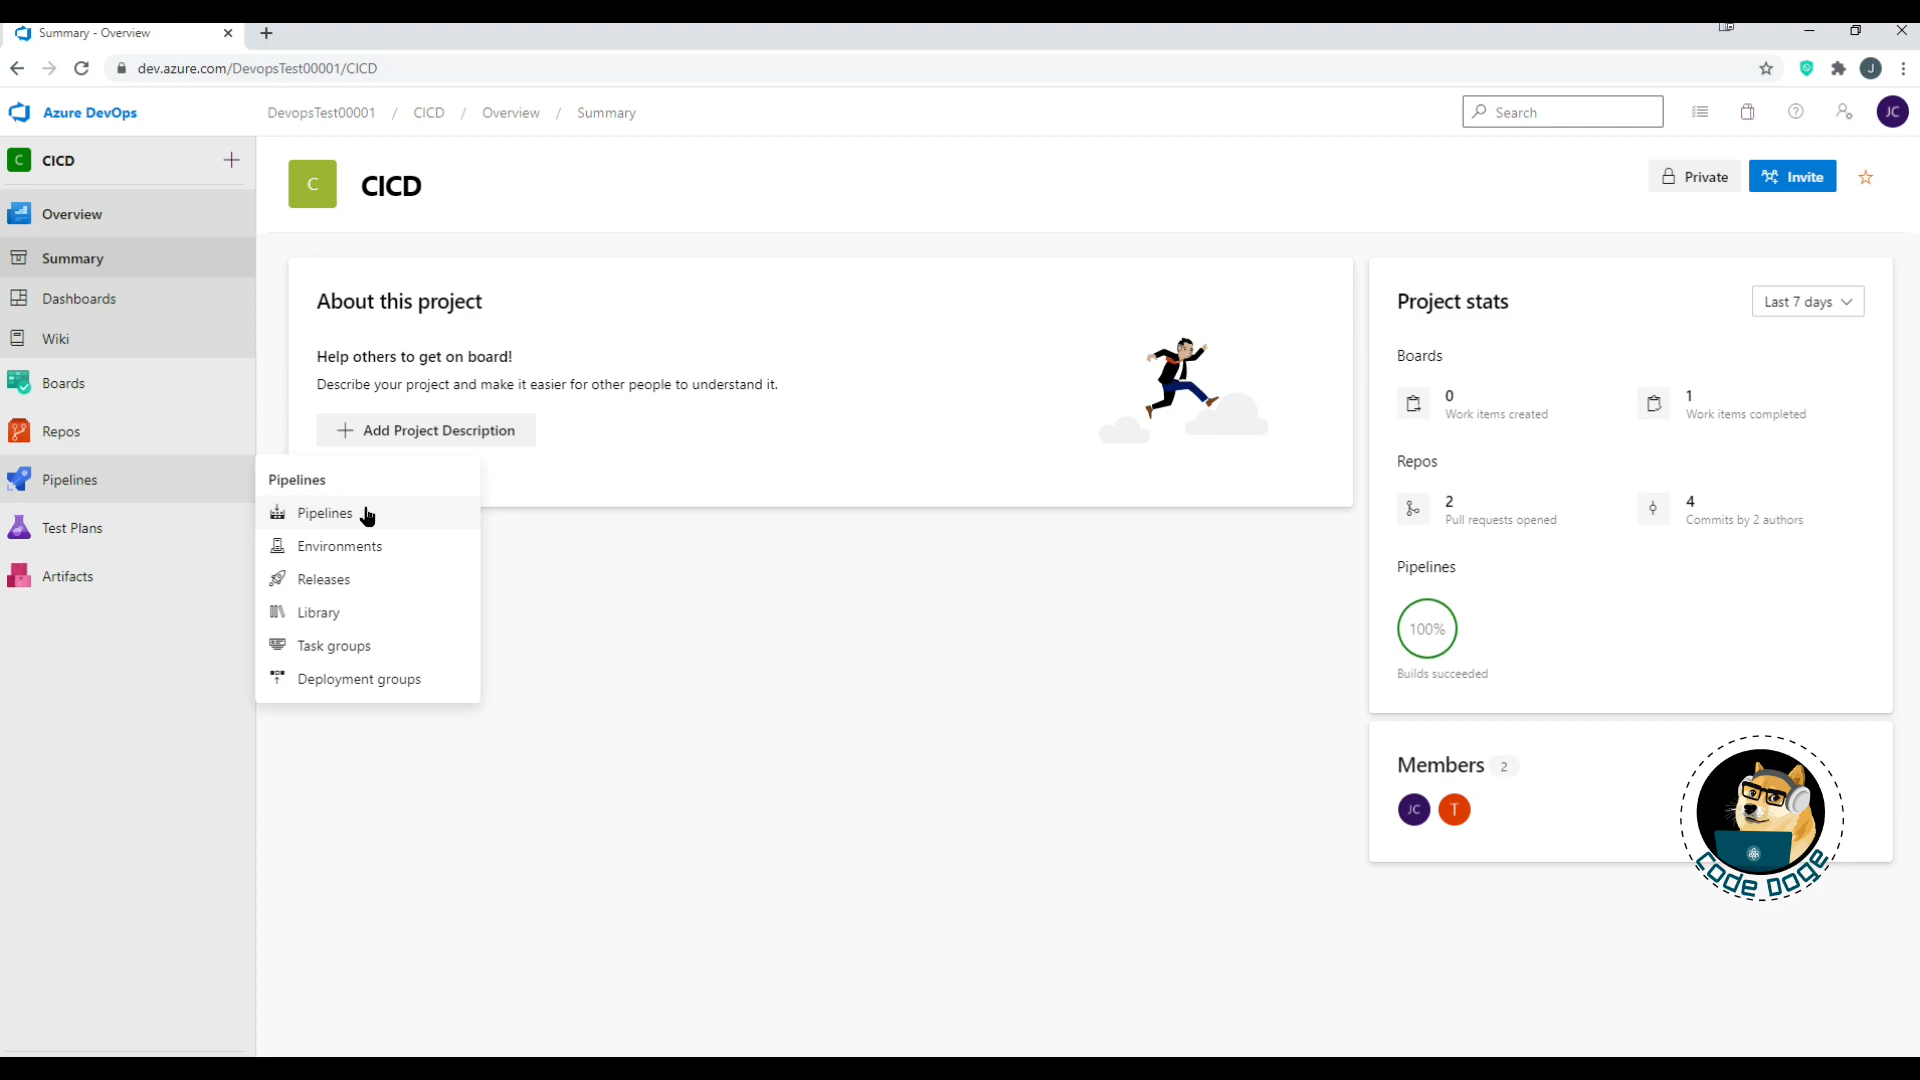 Summary - Overview
dev.azure.com/DevopsTest00001/CICD
J
Azure DevOps
DevopsTest00001 / CICD / Overview / Summary
Search
JC
C CICD
Overview
Summary
Dashboards
Wiki
Boards
Repos
Pipelines
Test Plans
Artifacts
C CICD
Private
Invite
About this project
Help others to get on board!
Describe your project and make it easier for other people to understand it.
Add Project Description
Pipelines
Pipelines
Environments
Releases
Library
Task groups
Deployment groups
Project stats
Last 7 days
Boards
0
Work items created
1
Work items completed
Repos
2
Pull requests opened
4
Commits by 2 authors
Pipelines
100%
Builds succeeded
Members 2
JC T
Code Doge